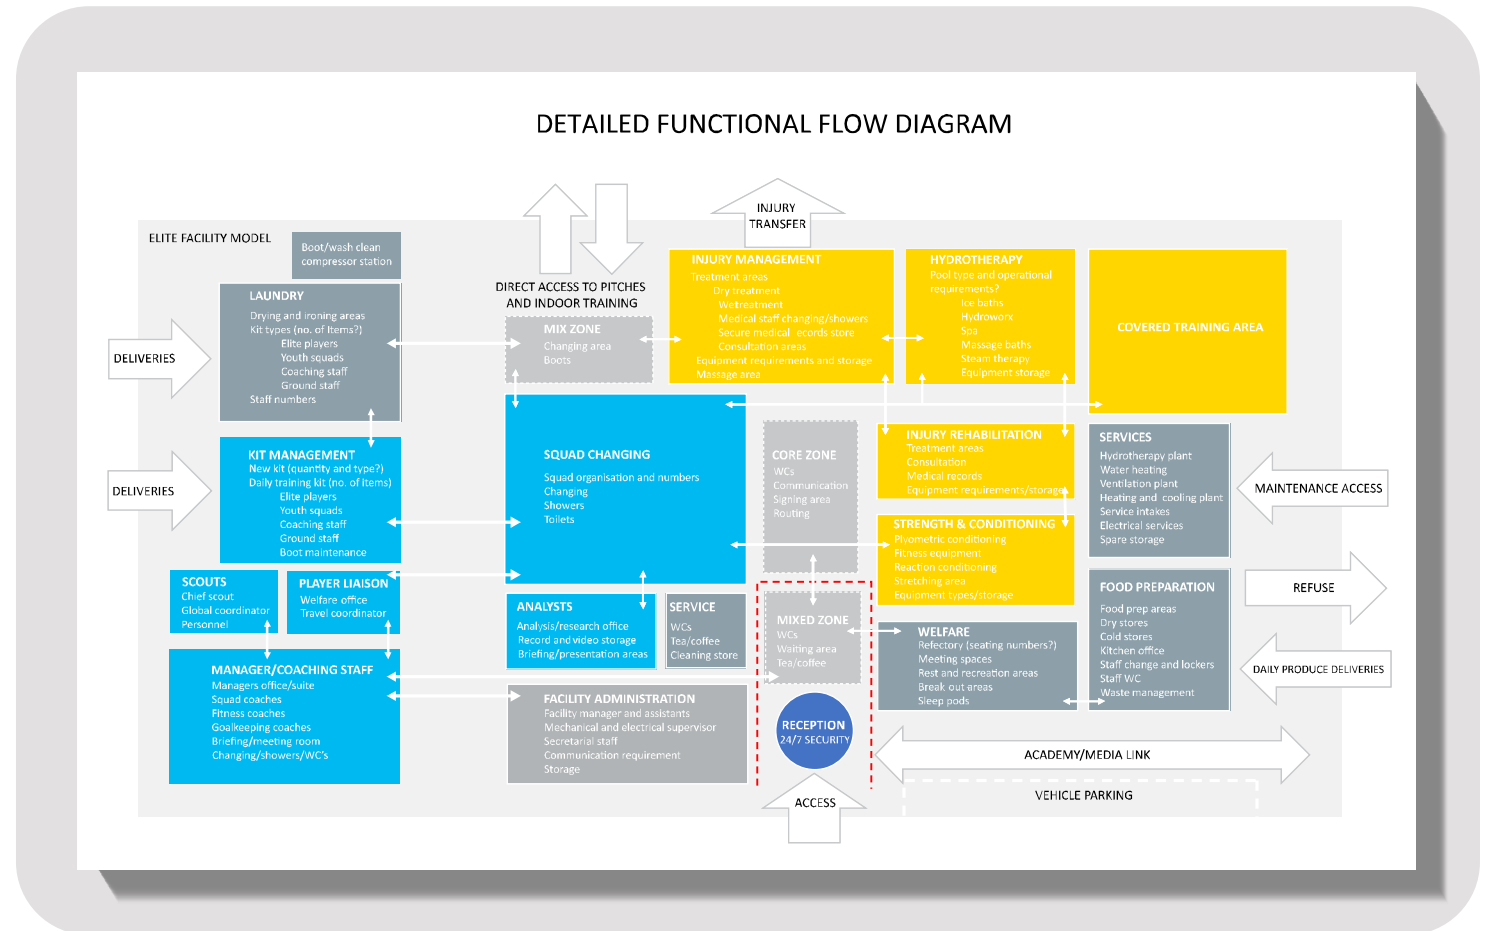 DETAILED FUNCTIONAL FLOW DIAGRAM
ELITE FACILITY MODEL
Boot/wash clean
compressor station
LAUNDRY
Drying and ironing areas
Kit types (no. of Items?)
Elite players
Youth squads
Coaching staff
Ground staff
Staff numbers
DELIVERIES
KIT MANAGEMENT
New kit (quantity and type?)
Daily training kit (no. of items)
Elite players
Youth squads
Coaching staff
Ground staff
Boot maintenance
DELIVERIES
SCOUTS
Chief scout
Global coordinator
Personnel
PLAYER LIAISON
Welfare office
Travel coordinator
MANAGER/COACHING STAFF
Managers office/suite
Squad coaches
Fitness coaches
Goalkeeping coaches
Briefing/meeting room
Changing/showers/WC's
DIRECT ACCESS TO PITCHES
AND INDOOR TRAINING
MIX ZONE
Changing area
Boots
SQUAD CHANGING
Squad organisation and numbers
Changing
Showers
Toilets
ANALYSTS
Analysis/research office
Record and video storage
Briefing/presentation areas
SERVICE
WCs
Tea/coffee
Cleaning store
FACILITY ADMINISTRATION
Facility manager and assistants
Mechanical and electrical supervisor
Secretarial staff
Communication requirement
Storage
INJURY
TRANSFER
INJURY MANAGEMENT
Treatment areas
Dry treatment
Wetreatment
Medical staff changing/showers
Secure medical ecords store
Consultation areas
Equipment requirements and storage
Massage area
HYDROTHERAPY
Pool type and operational
requirements?
Ice baths
Hydroworx
Spa
Massage baths
Steam therapy
Equipment storage
COVERED TRAINING AREA
CORE ZONE
WCs
Communication
Signing area
Routing
INJURY REHABILITATION
Treatment areas
Consultation
Medical records
Equipment requirements/storage
STRENGTH & CONDITIONING
Plyometric conditioning
Fitness equipment
Reaction conditioning
Stretching area
Equipment types/storage
SERVICES
Hydrotherapy plant
Water heating
Ventilation plant
Heating and cooling plant
Service intakes
Electrical services
Spare storage
MAINTENANCE ACCESS
MIXED ZONE
WCs
Waiting area
Tea/coffee
WELFARE
Refectory (seating numbers?)
Meeting spaces
Rest and recreation areas
Break out areas
Sleep pods
FOOD PREPARATION
Food prep areas
Dry stores
Cold stores
Kitchen office
Staff change and lockers
Staff WC
Waste management
REFUSE
DAILY PRODUCE DELIVERIES
RECEPTION
24/7 SECURITY
ACCESS
ACADEMY/MEDIA LINK
VEHICLE PARKING